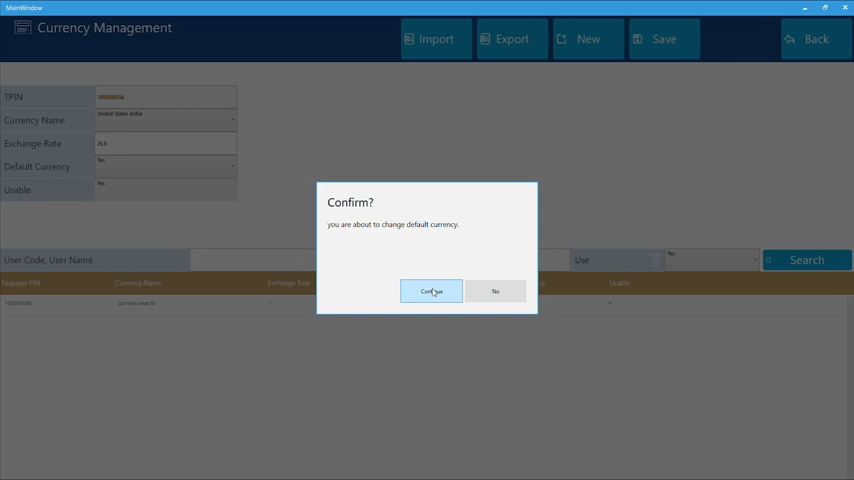 MainWindow
Currency Management
Import
Export
New
Save
Back
TPIN
Currency Name
United States dollar
Exchange Rate
26.9
Default Currency
Yes
Usable
Yes
Confirm?
you are about to change default currency.
Continue
No
User Code, User Name
Use
Yes
Search
Taxpayer PIN
Currency Name
Exchange Rate
Usable
Zambian kwacha
1
Y